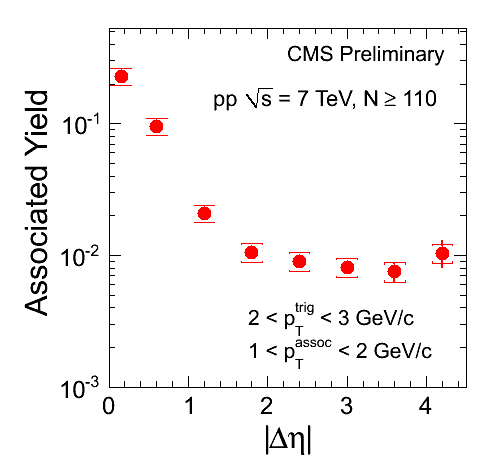 CMS Preliminary
pp √s = 7 TeV, N ≥ 110
Associated Yield
10⁻¹
10⁻²
10⁻³
2 < p_T^trig < 3 GeV/c
1 < p_T^assoc < 2 GeV/c
0 1 2 3 4
|Δη|